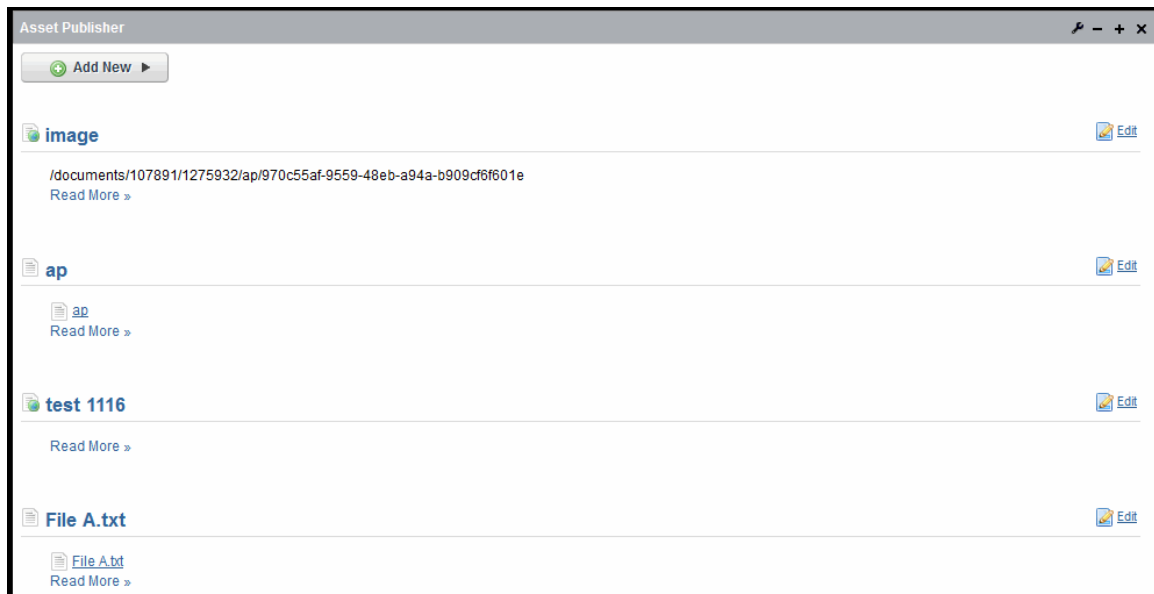 Asset Publisher
Add New
image
Edit
/documents/107891/1275932/ap/970c55af-9559-48eb-a94a-b909cf6f601e
Read More »
ap
Edit
ap
Read More »
test 1116
Edit
Read More »
File A.txt
Edit
File A.txt
Read More »